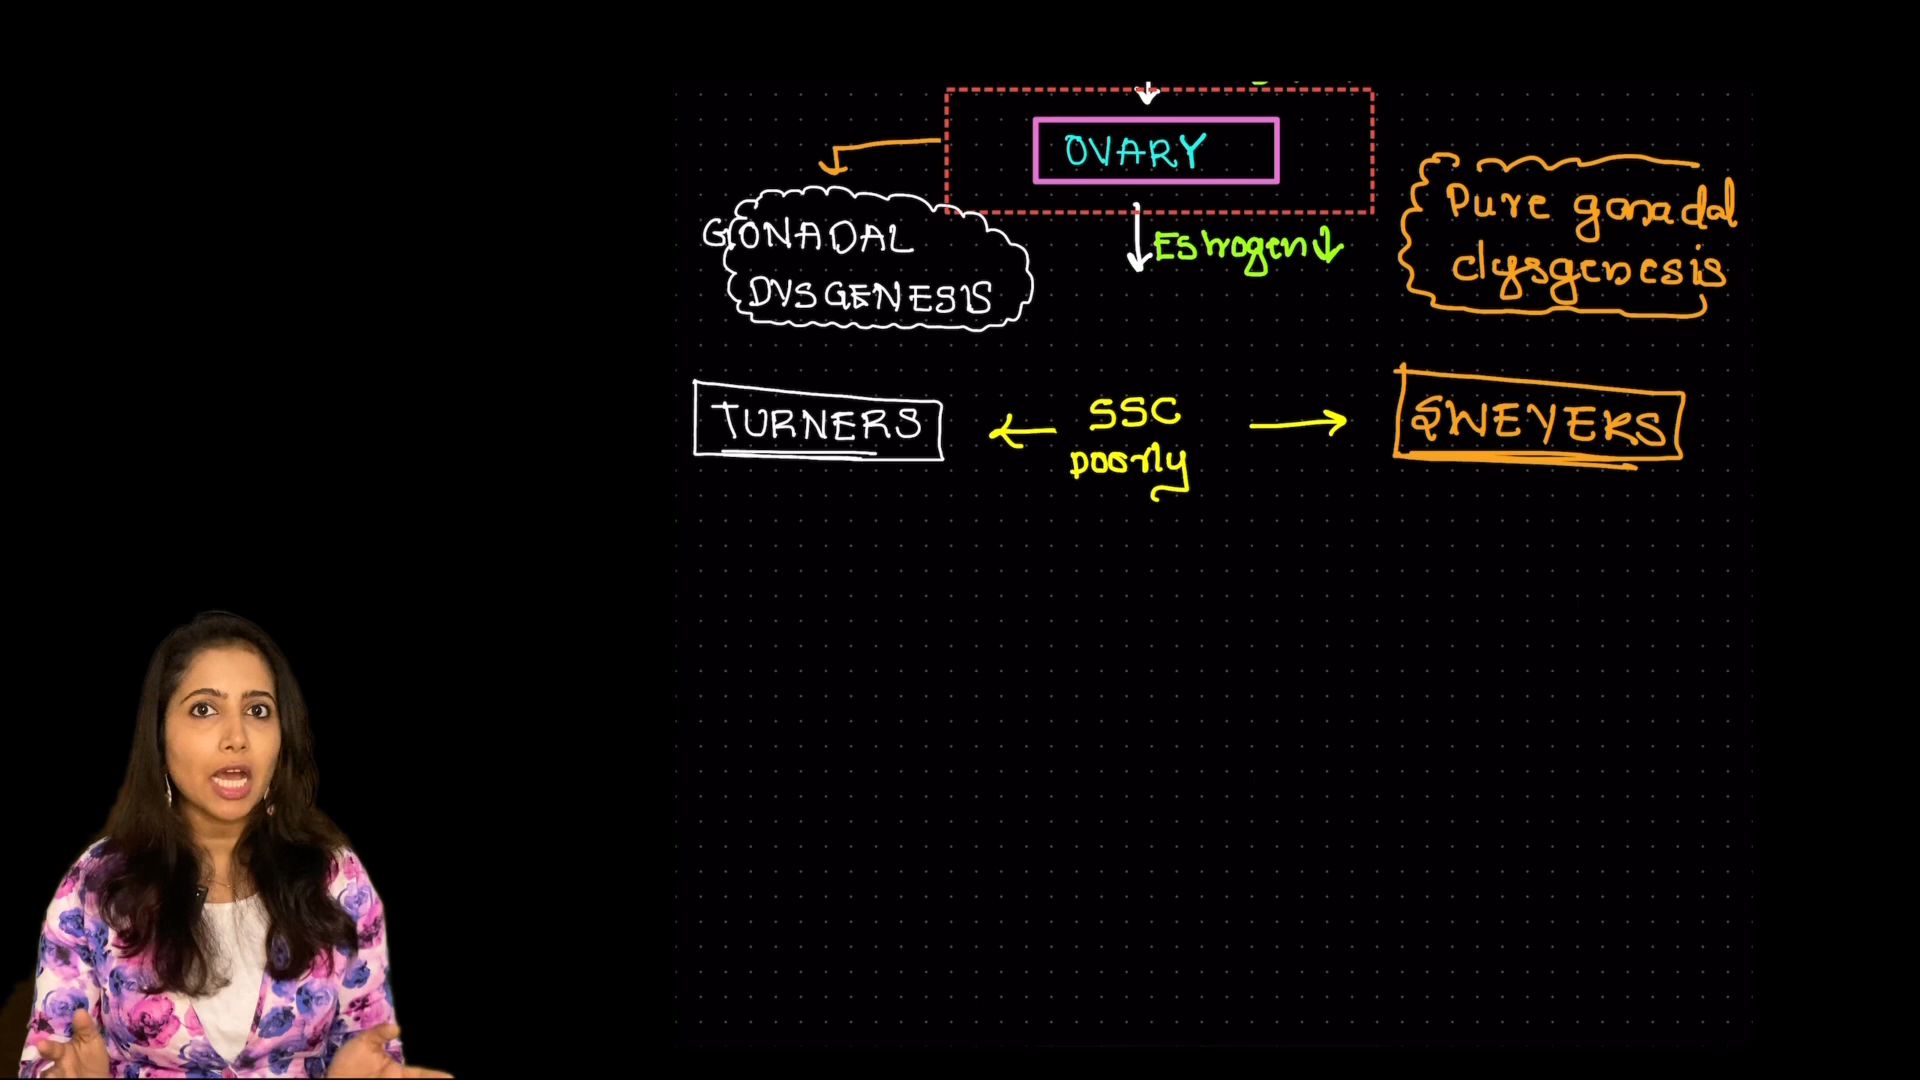 OVARY
GONADAL
DYSGENESIS
Estrogen↓
Pure gonadal
dysgenesis
TURNERS
← SSC →
poorly
SWEYERS